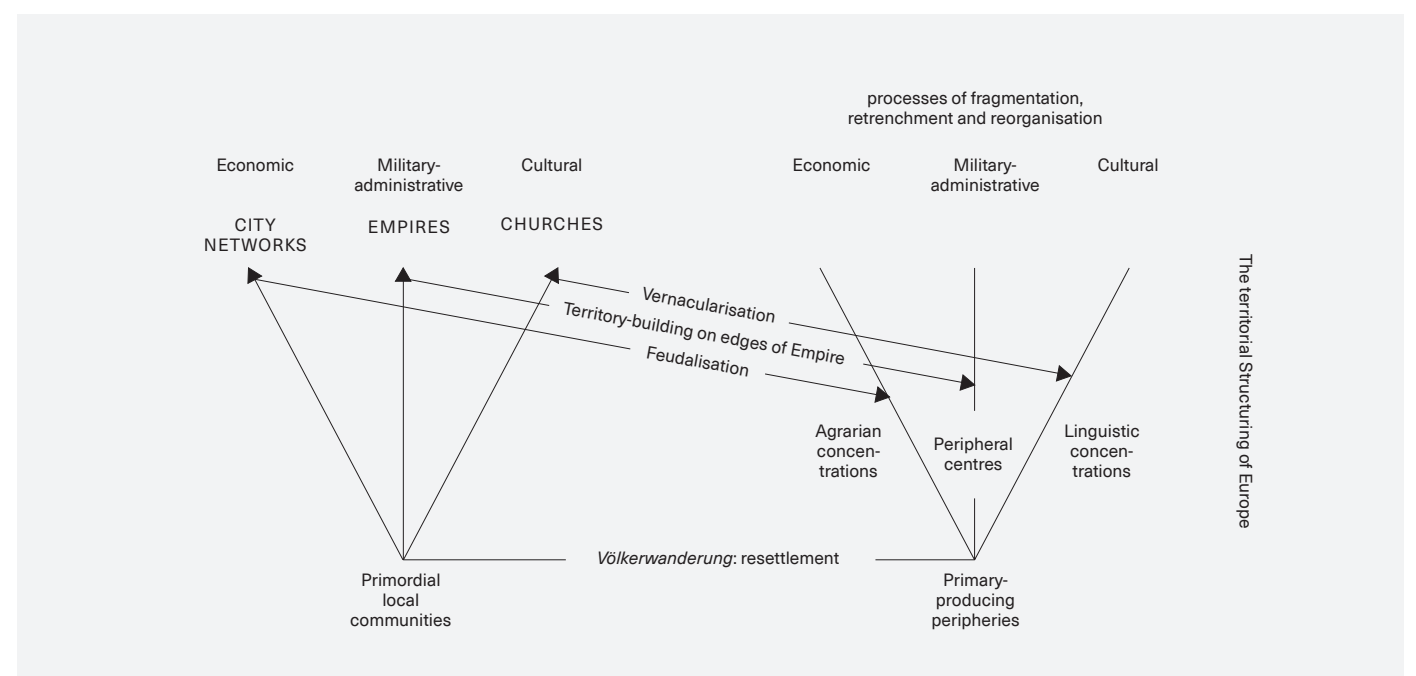 processes of fragmentation,
retrenchment and reorganisation
Economic
Military-
administrative
Cultural
Economic
Military-
administrative
Cultural
CITY
NETWORKS
EMPIRES
CHURCHES
Vernacularisation
Territory-building on edges of Empire
Feudalisation
Agrarian
concen-
trations
Peripheral
centres
Linguistic
concen-
trations
Völkerwanderung: resettlement
Primordial
local
communities
Primary-
producing
peripheries
The territorial Structuring of Europe